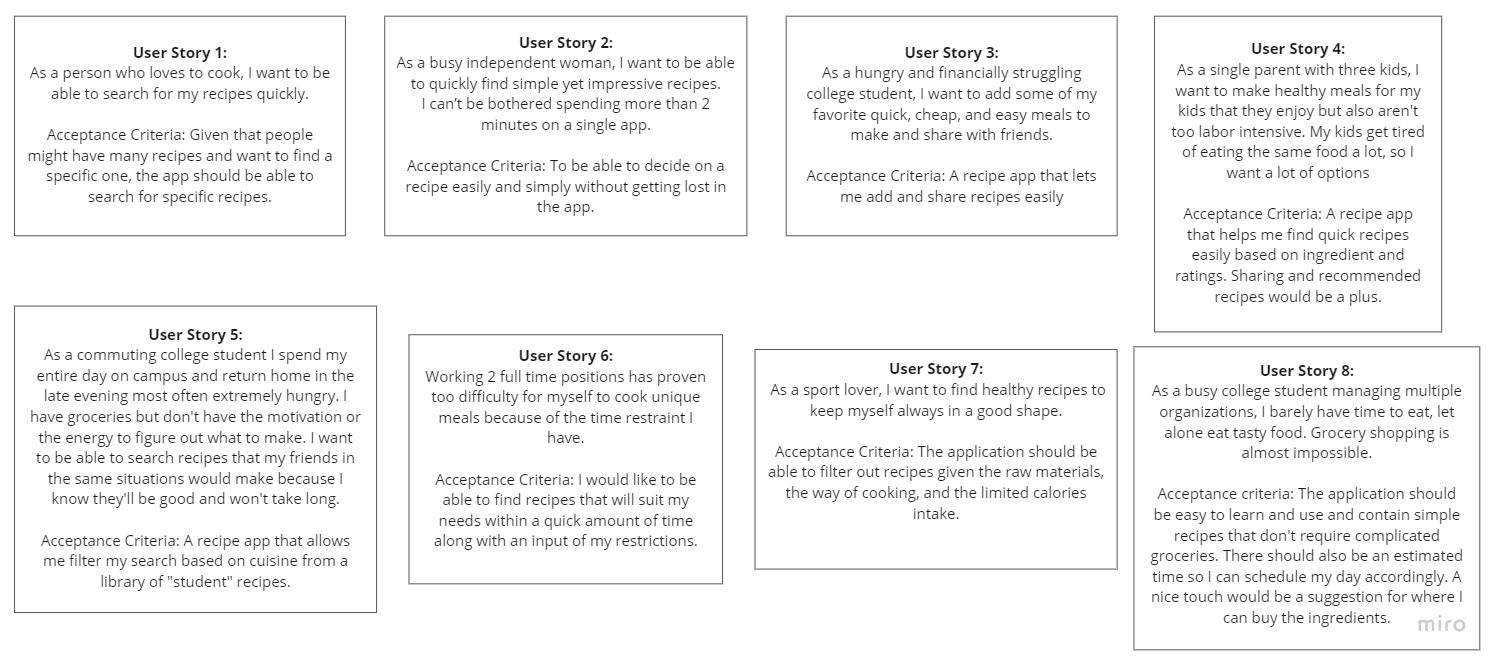 User Story 1:
As a person who loves to cook, I want to be
able to search for my recipes quickly.
Acceptance Criteria: Given that people
might have many recipes and want to find a
specific one, the app should be able to
search for specific recipes.
User Story 2:
As a busy independent woman, I want to be able
to quickly find simple yet impressive recipes.
I can't be bothered spending more than 2
minutes on a single app.
Acceptance Criteria: To be able to decide on a
recipe easily and simply without getting lost in
the app.
User Story 3:
As a hungry and financially struggling
college student, I want to add some of my
favorite quick, cheap, and easy meals to
make and share with friends.
Acceptance Criteria: A recipe app that lets
me add and share recipes easily
User Story 4:
As a single parent with three kids, I
want to make healthy meals for my
kids that they enjoy but also aren't
too labor intensive. My kids get tired
of eating the same food a lot, so I
want a lot of options
Acceptance Criteria: A recipe app
that helps me find quick recipes
easily based on ingredient and
ratings. Sharing and recommended
recipes would be a plus.
User Story 5:
As a commuting college student I spend my
entire day on campus and return home in the
late evening most often extremely hungry. I
have groceries but don't have the motivation or
the energy to figure out what to make. I want
to be able to search recipes that my friends in
the same situations would make because I
know they'll be good and won't take long.
Acceptance Criteria: A recipe app that allows
me filter my search based on cuisine from a
library of "student" recipes.
User Story 6:
Working 2 full time positions has proven
too difficulty for myself to cook unique
meals because of the time restraint I
have.
Acceptance Criteria: I would like to be
able to find recipes that will suit my
needs within a quick amount of time
along with an input of my restrictions.
User Story 7:
As a sport lover, I want to find healthy recipes to
keep myself always in a good shape.
Acceptance Criteria: The application should be
able to filter out recipes given the raw materials,
the way of cooking, and the limited calories
intake.
User Story 8:
As a busy college student managing multiple
organizations, I barely have time to eat, let
alone eat tasty food. Grocery shopping is
almost impossible.
Acceptance criteria: The application should
be easy to learn and use and contain simple
recipes that don't require complicated
groceries. There should also be an estimated
time so I can schedule my day accordingly. A
nice touch would be a suggestion for where I
can buy the ingredients.
miro